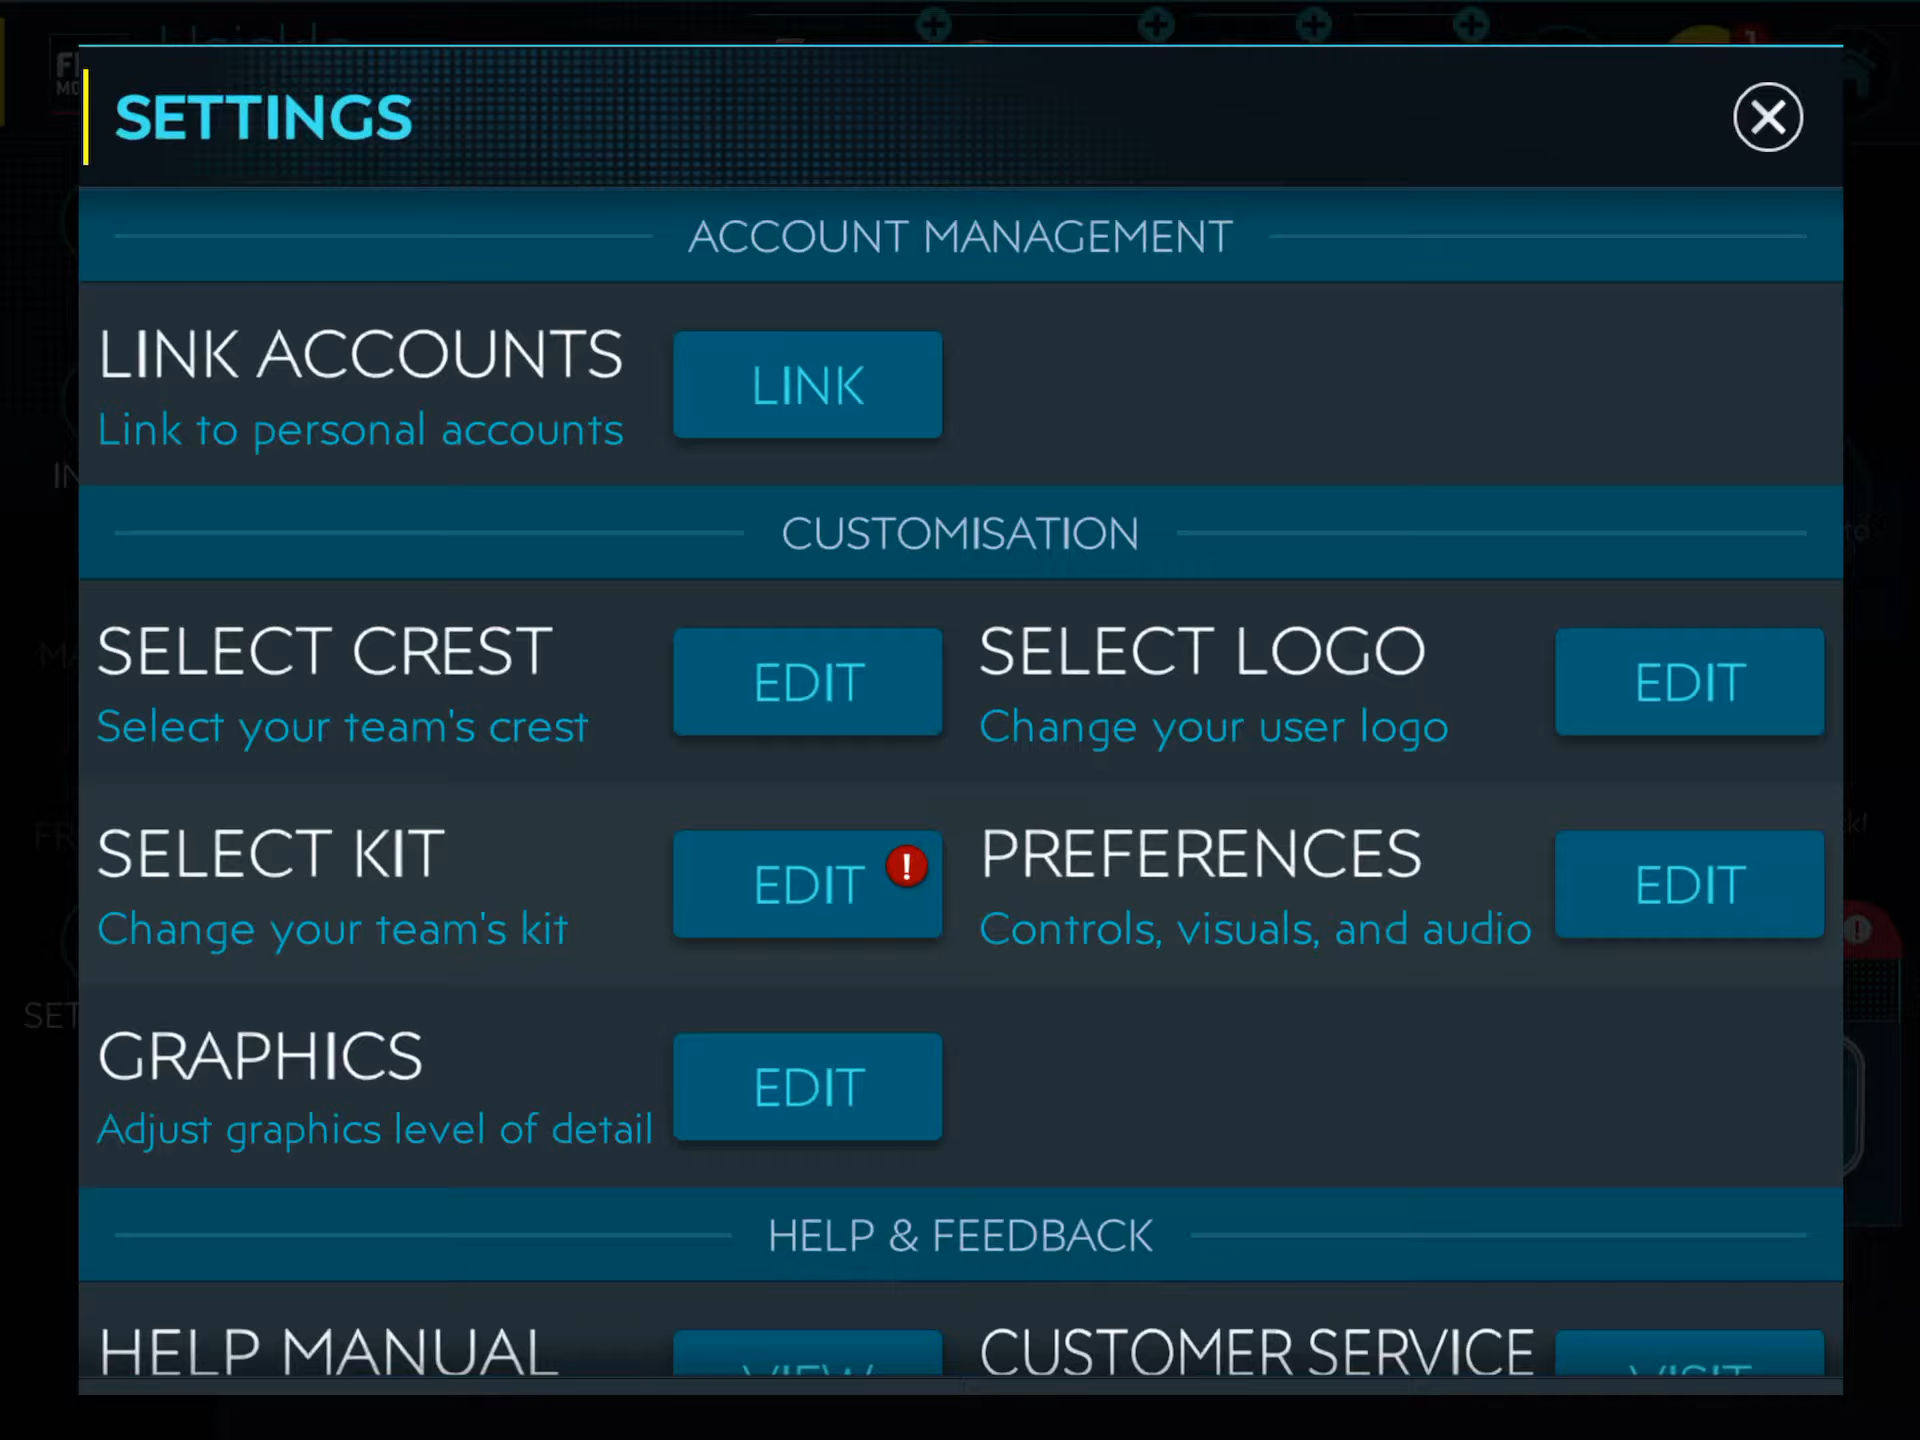 SETTINGS
ACCOUNT MANAGEMENT
LINK ACCOUNTS
Link to personal accounts
LINK
CUSTOMISATION
SELECT CREST
Select your team's crest
EDIT
SELECT LOGO
Change your user logo
EDIT
SELECT KIT
Change your team's kit
EDIT
!
PREFERENCES
Controls, visuals, and audio
EDIT
GRAPHICS
Adjust graphics level of detail
EDIT
HELP & FEEDBACK
HELP MANUAL
VIEW
CUSTOMER SERVICE
VISIT